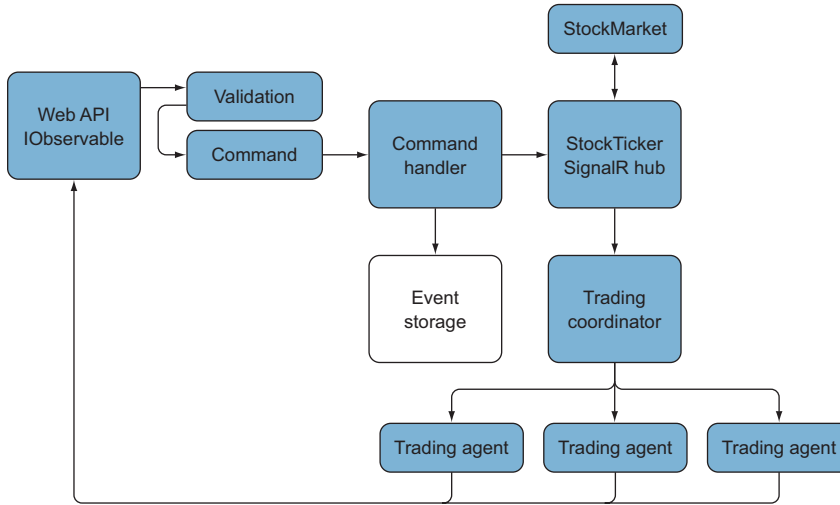 StockMarket
Web API
IObservable
Validation
Command
Command
handler
StockTicker
SignalR hub
Event
storage
Trading
coordinator
Trading agent
Trading agent
Trading agent